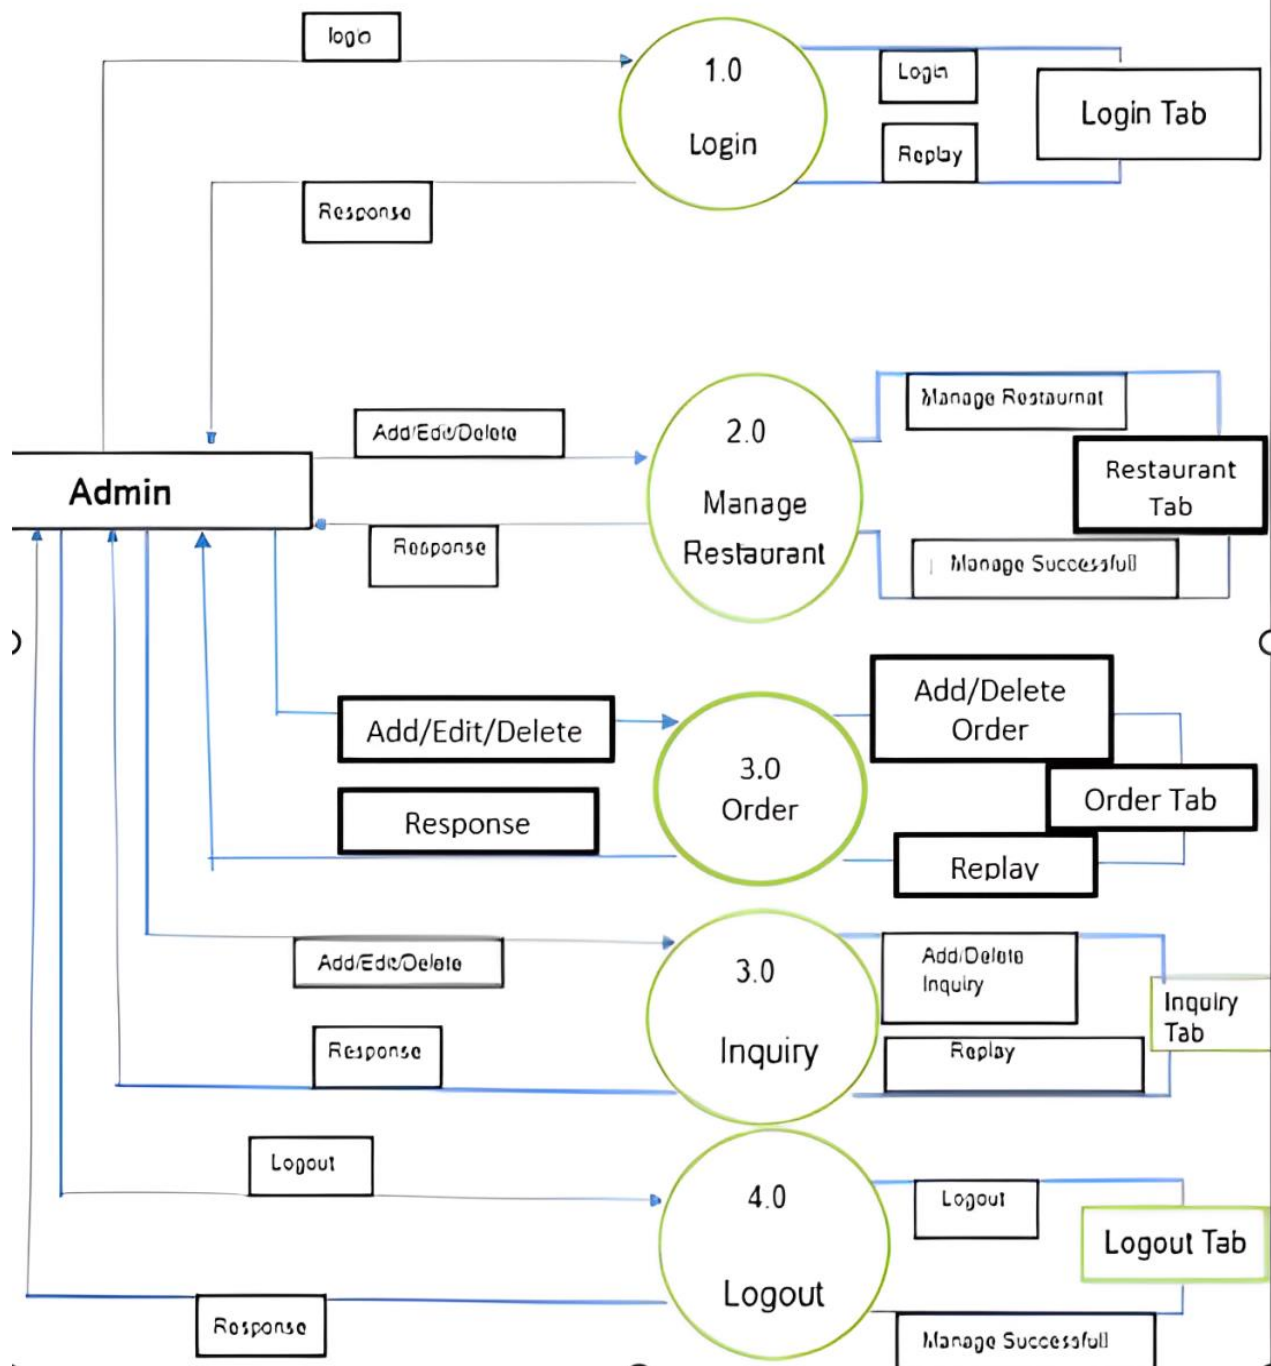 login
1.0
Login
Login
Replay
Login Tab
Response
Add/Edit/Delete
2.0
Manage
Restaurant
Manage Restaurnat
Restaurant
Tab
Admin
Response
Manage Successfull
Add/Edit/Delete
3.0
Order
Add/Delete
Order
Order Tab
Response
Replay
Add/Edit/Delete
3.0
Inquiry
Add/Delete
Inquiry
Inquiry
Tab
Response
Replay
Logout
4.0
Logout
Logout
Logout Tab
Response
Manage Successfull